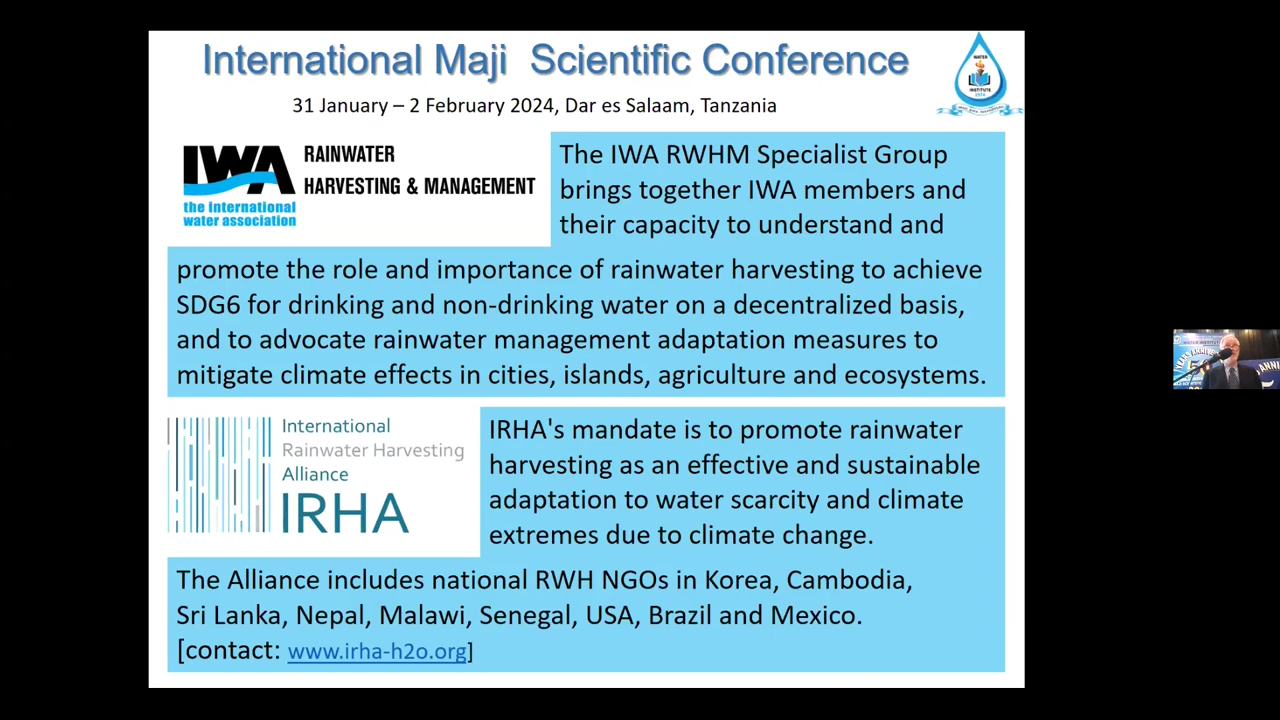 International Maji Scientific Conference
31 January – 2 February 2024, Dar es Salaam, Tanzania
WATER
INSTITUTE
IWA
the international
water association
RAINWATER
HARVESTING & MANAGEMENT
The IWA RWHM Specialist Group
brings together IWA members and
their capacity to understand and
promote the role and importance of rainwater harvesting to achieve
SDG6 for drinking and non-drinking water on a decentralized basis,
and to advocate rainwater management adaptation measures to
mitigate climate effects in cities, islands, agriculture and ecosystems.
International
Rainwater Harvesting
Alliance
IRHA
IRHA's mandate is to promote rainwater
harvesting as an effective and sustainable
adaptation to water scarcity and climate
extremes due to climate change.
The Alliance includes national RWH NGOs in Korea, Cambodia,
Sri Lanka, Nepal, Malawi, Senegal, USA, Brazil and Mexico.
[contact: www.irha-h2o.org]